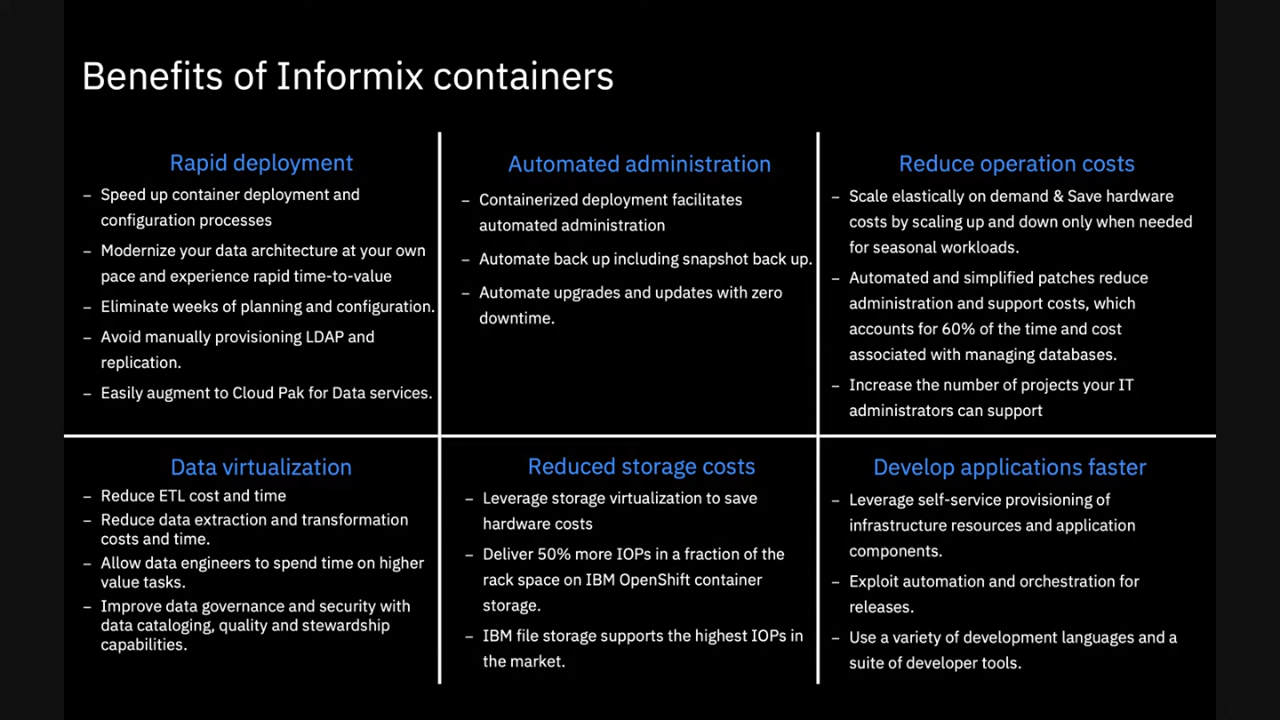 Benefits of Informix containers
Rapid deployment
– Speed up container deployment and
configuration processes
– Modernize your data architecture at your own
pace and experience rapid time-to-value
– Eliminate weeks of planning and configuration.
– Avoid manually provisioning LDAP and
replication.
– Easily augment to Cloud Pak for Data services.
Automated administration
– Containerized deployment facilitates
automated administration
– Automate back up including snapshot back up.
– Automate upgrades and updates with zero
downtime.
Reduce operation costs
– Scale elastically on demand & Save hardware
costs by scaling up and down only when needed
for seasonal workloads.
– Automated and simplified patches reduce
administration and support costs, which
accounts for 60% of the time and cost
associated with managing databases.
– Increase the number of projects your IT
administrators can support
Data virtualization
– Reduce ETL cost and time
– Reduce data extraction and transformation
costs and time.
– Allow data engineers to spend time on higher
value tasks.
– Improve data governance and security with
data cataloging, quality and stewardship
capabilities.
Reduced storage costs
– Leverage storage virtualization to save
hardware costs
– Deliver 50% more IOPs in a fraction of the
rack space on IBM OpenShift container
storage.
– IBM file storage supports the highest IOPs in
the market.
Develop applications faster
– Leverage self-service provisioning of
infrastructure resources and application
components.
– Exploit automation and orchestration for
releases.
– Use a variety of development languages and a
suite of developer tools.